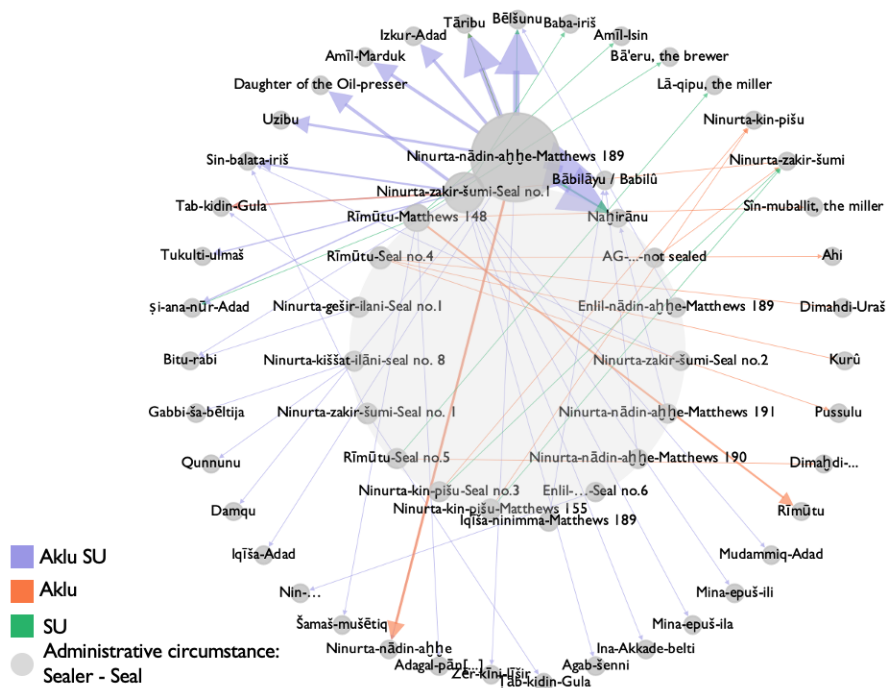 Bēlšunu
Tāribu
Baba-iriš
Izkur-Adad
Amīl-Isin
Amīl-Marduk
Bā'eru, the brewer
Daughter of the Oil-presser
Lā-qipu, the miller
Uzibu
Ninurta-kin-pišu
Sin-balata-iriš
Ninurta-nādin-aḫḫe-Matthews 189
Ninurta-zakir-šumi
Bābilāyu / Babilû
Ninurta-zakir-šumi-Seal no.1
Tab-kidin-Gula
Rīmūtu-Matthews 148
Naḫirānu
Sîn-muballit, the miller
Tukulti-ulmaš
Rīmūtu-Seal no.4
AG-...-not sealed
Ahi
ṣi-ana-nūr-Adad
Ninurta-gešir-ilani-Seal no.1
Enlil-nādin-aḫḫe-Matthews 189
Dimahdi-Uraš
Bitu-rabi
Ninurta-kiššat-ilāni-seal no. 8
Ninurta-zakir-šumi-Seal no.2
Kurû
Gabbi-ša-bēltija
Ninurta-zakir-šumi-Seal no. 1
Ninurta-nādin-aḫḫe-Matthews 191
Pussulu
Qunnunu
Rīmūtu-Seal no.5
Ninurta-nādin-aḫḫe-Matthews 190
Dimaḫdi-...
Ninurta-kin-pišu-Seal no.3
Enlil-...-Seal no.6
Damqu
Ninurta-kin-pišu-Matthews 155
Rīmūtu
Iqīša-ninimma-Matthews 189
Iqīša-Adad
Mudammiq-Adad
Nin-...
Mina-epuš-ili
Šamaš-mušētiq
Mina-epuš-ila
Ninurta-nādin-aḫḫe
Ina-Akkade-belti
Adagal-pān[...]
Agab-šenni
Zēr-kīni-līšir
Ṭab-kidin-Gula
Aklu SU
Aklu
SU
Administrative circumstance:
Sealer - Seal